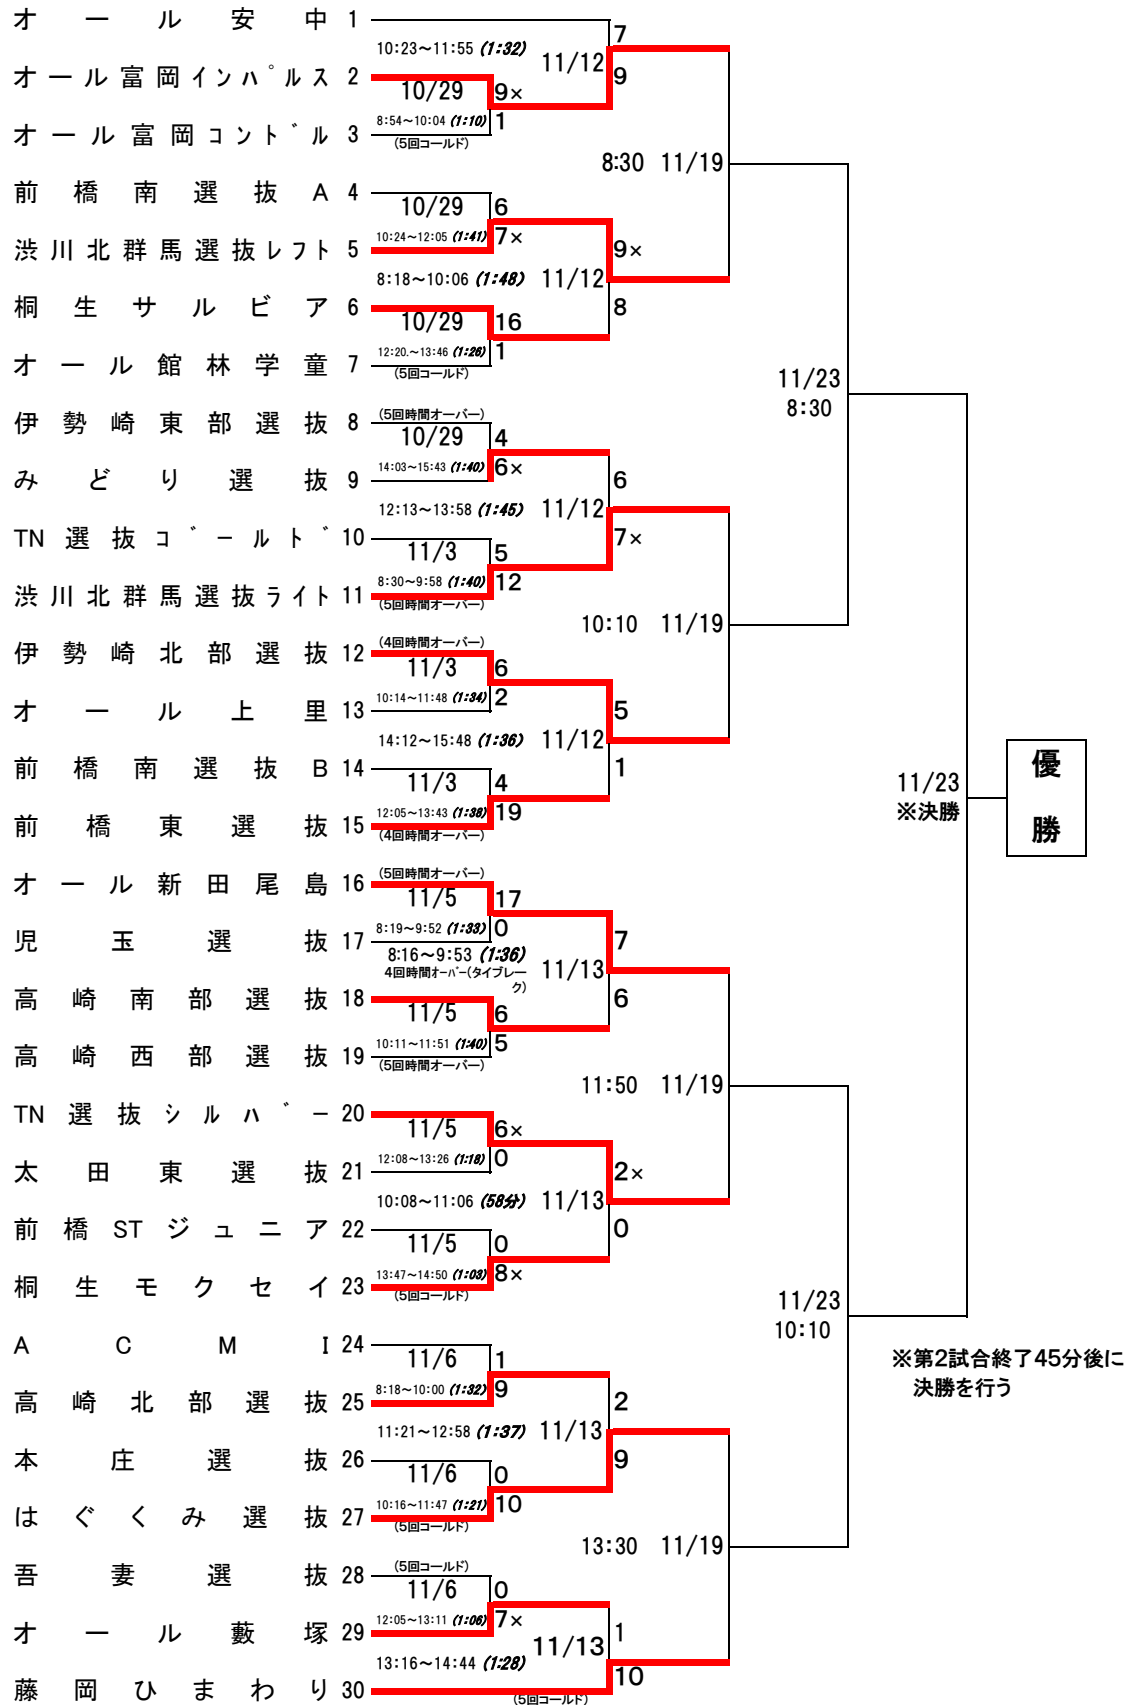 オール安中 1
7
10:23～11:55 (1:32) 11/12
オール富岡インパルス 2
9
10/29 9×
8:54～10:04 (1:10) 1
オール富岡コンドル 3
(5回コールド)
8:30 11/19
前橋南選抜A 4
10/29 6
10:24～12:05 (1:41) 7×
渋川北群馬選抜レフト 5
9×
8:18～10:06 (1:48) 11/12
桐生サルビア 6
8
10/29 16
12:20.～13:46 (1:26) 1
オール館林学童 7
(5回コールド)
11/23
8:30
(5回時間オーバー)
伊勢崎東部選抜 8
10/29 4
14:03～15:43 (1:40) 6×
みどり選抜 9
6
12:13～13:58 (1:45) 11/12
TN選抜ゴールド 10
7×
11/3 5
8:30～9:58 (1:40) 12
渋川北群馬選抜ライト 11
(5回時間オーバー)
10:10 11/19
(4回時間オーバー)
伊勢崎北部選抜 12
11/3 6
10:14～11:48 (1:34) 2
オール上里 13
5
14:12～15:48 (1:36) 11/12
前橋南選抜B 14
1
11/3 4
12:05～13:43 (1:38) 19
前橋東選抜 15
(4回時間オーバー)
優
勝
11/23
※決勝
(5回時間オーバー)
オール新田尾島 16
11/5 17
8:19～9:52 (1:33) 0
児玉選抜 17
7
8:16～9:53 (1:36)
4回時間オーバー(タイブレー
ク)
11/13
高崎南部選抜 18
6
11/5 6
10:11～11:51 (1:40) 5
高崎西部選抜 19
(5回時間オーバー)
11:50 11/19
TN選抜シルバー 20
11/5 6×
12:08～13:26 (1:18) 0
太田東選抜 21
2×
10:08～11:06 (58分) 11/13
前橋STジュニア 22
0
11/5 0
13:47～14:50 (1:03) 8×
桐生モクセイ 23
(5回コールド)
11/23
10:10
ACMI 24
11/6 1
8:18～10:00 (1:32) 9
高崎北部選抜 25
2
11:21～12:58 (1:37) 11/13
本庄選抜 26
9
11/6 0
10:16～11:47 (1:21) 10
はぐくみ選抜 27
(5回コールド)
※第2試合終了45分後に
決勝を行う
13:30 11/19
(5回コールド)
吾妻選抜 28
11/6 0
12:05～13:11 (1:06) 7×
オール藪塚 29
1
13:16～14:44 (1:28) 11/13
藤岡ひまわり 30
10
(5回コールド)